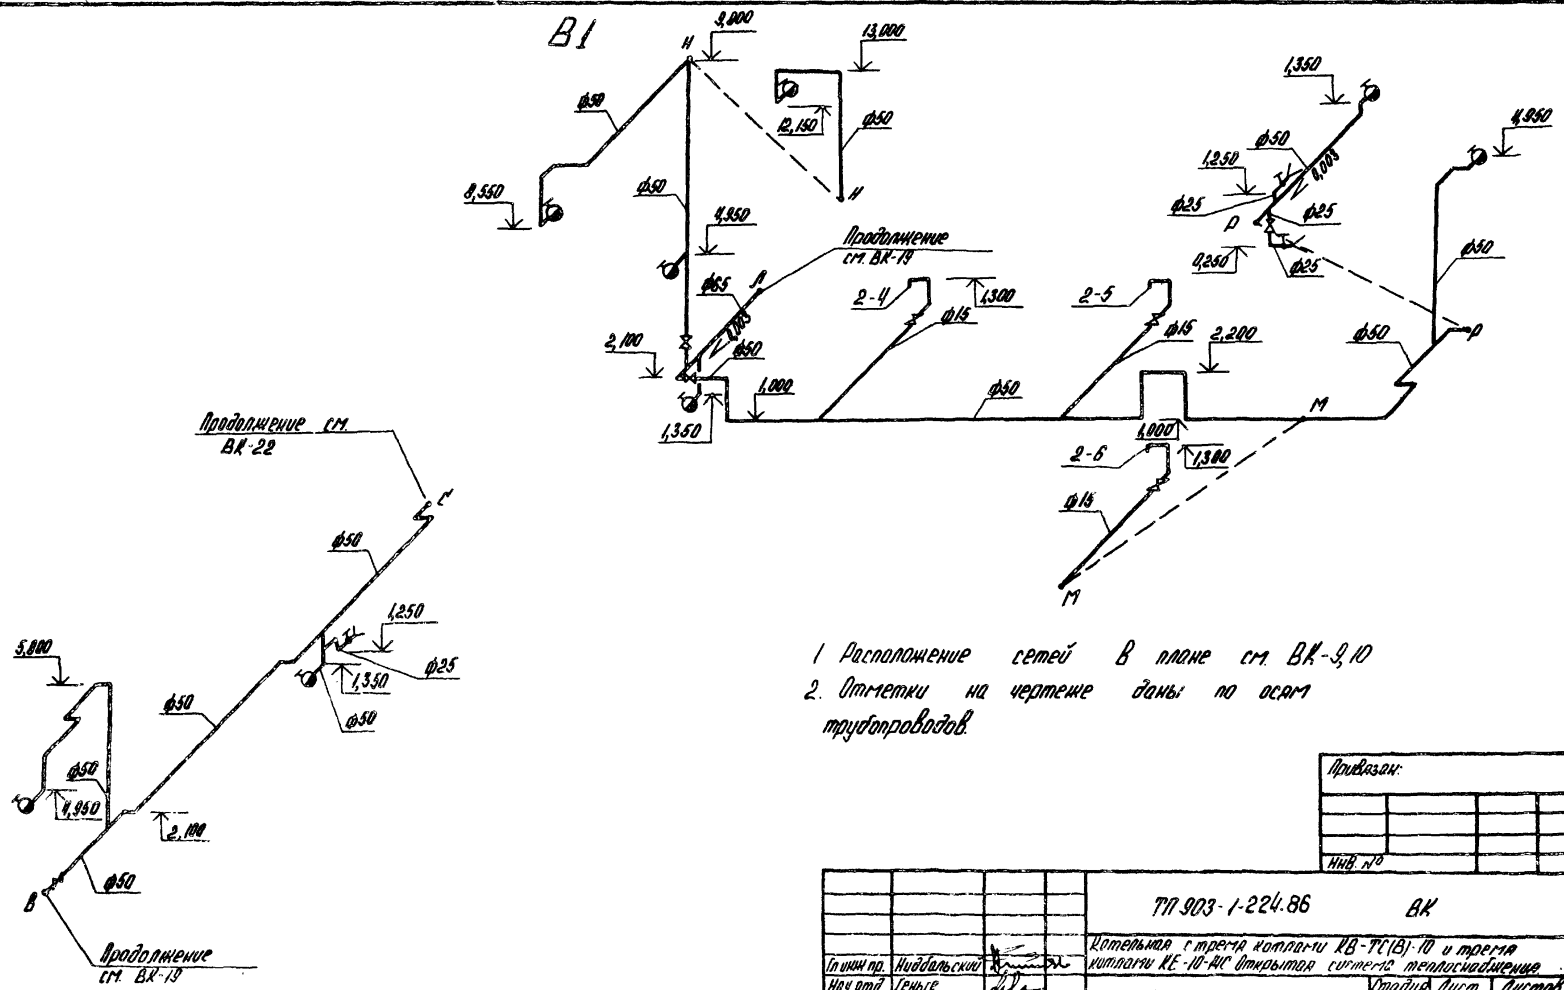 В1
Н
9,800
13,000
ф50
12,150
ф50
Н
8,550
ф50
4,950
Продолжение
см. ВК-19
Л
ф65
0,003
2,100
ф50
1,350
1,000
2-4
1,300
ф15
ф50
2-5
ф15
2,200
1,000
М
2-6
1,300
ф15
М
1,350
ф50
0,003
1,250
ф25
Р
ф25
0,250
ф25
4,950
ф50
ф50
Р
Продолжение см.
ВК-22
С
ф50
1,250
ф25
1,350
ф50
5,800
ф50
ф50
4,950
2,100
ф50
В
Продолжение
см. ВК-19
1 Расположение сетей в плане см. ВК-9,10
2. Отметки на чертеже даны по осям
трубопроводов.
Привязан:
Инв. №
ТП 903-1-224.86 ВК
Котельная с тремя котлами КВ-ТС(В)-10 и тремя
котлами КЕ-10-14С Открытая система теплоснабжения
Гл инж пр.
Нач отд
Стадия Лист Листов